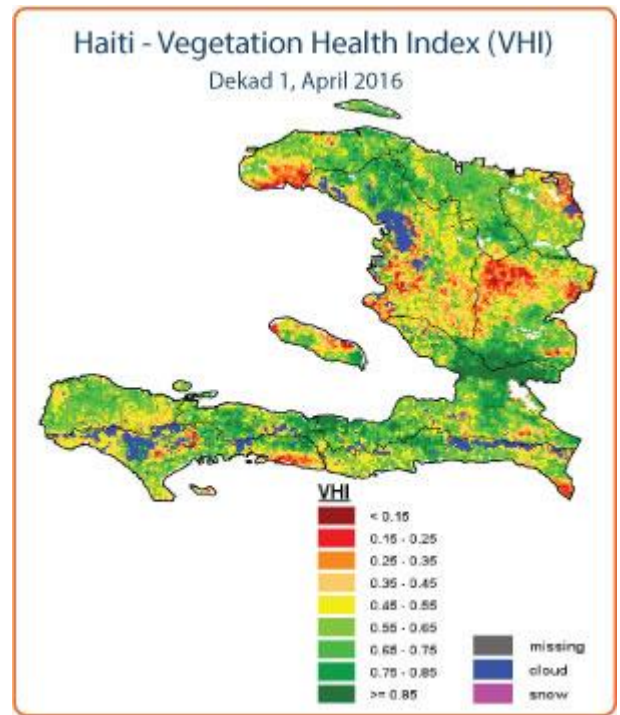 Haiti - Vegetation Health Index (VHI)
Dekad 1, April 2016
VHI
< 0.15
0.15 - 0.25
0.25 - 0.35
0.35 - 0.45
0.45 - 0.55
0.55 - 0.65
0.65 - 0.75
0.75 - 0.85
>= 0.85
missing
cloud
snow